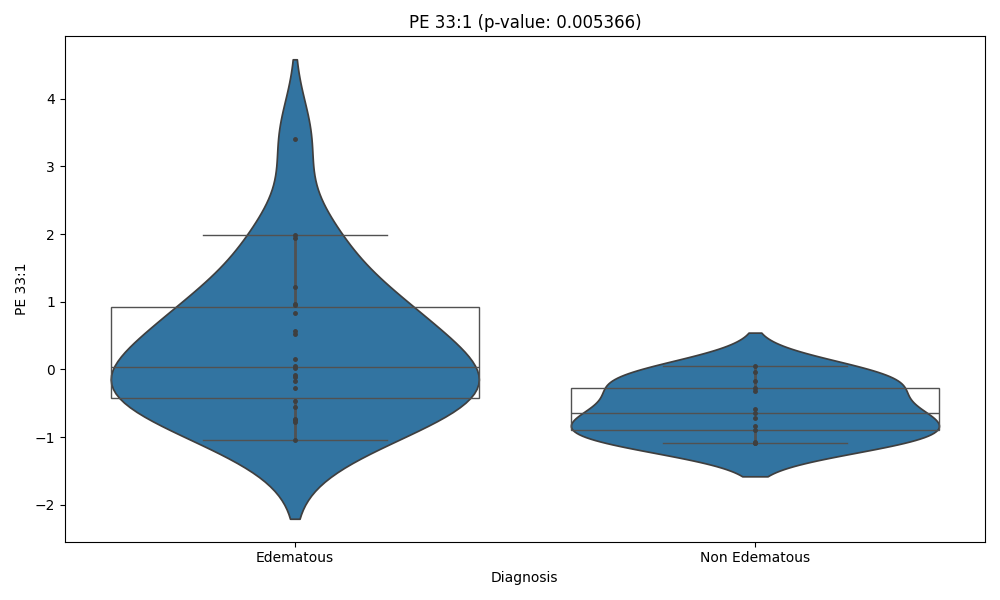 PE 33:1 (p-value: 0.005366)
PE 33:1
4
3
2
1
0
−1
−2
Edematous
Non Edematous
Diagnosis